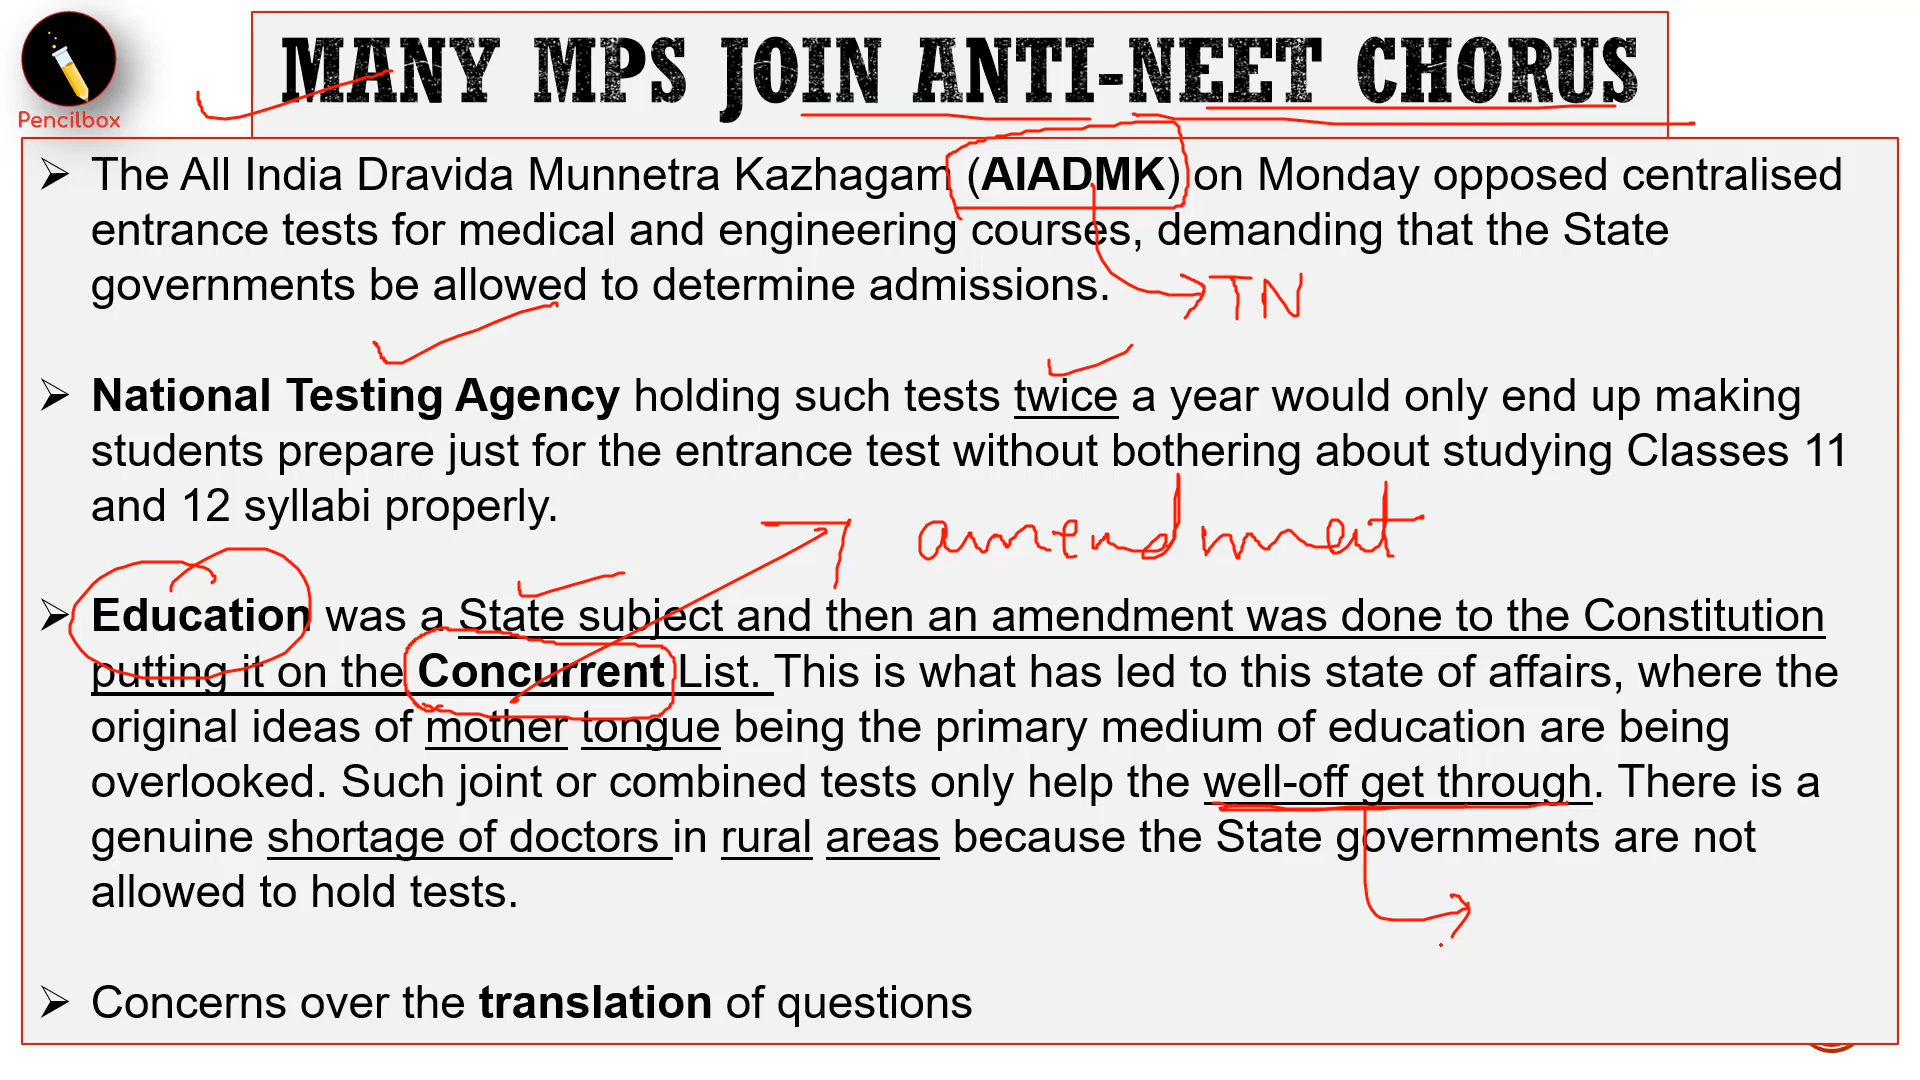 MANY MPS JOIN ANTI-NEET CHORUS
Pencilbox
➢ The All India Dravida Munnetra Kazhagam (AIADMK) on Monday opposed centralised
entrance tests for medical and engineering courses, demanding that the State
governments be allowed to determine admissions.
TN
➢ National Testing Agency holding such tests twice a year would only end up making
students prepare just for the entrance test without bothering about studying Classes 11
and 12 syllabi properly.
amendment
➢ Education was a State subject and then an amendment was done to the Constitution
putting it on the Concurrent List. This is what has led to this state of affairs, where the
original ideas of mother tongue being the primary medium of education are being
overlooked. Such joint or combined tests only help the well-off get through. There is a
genuine shortage of doctors in rural areas because the State governments are not
allowed to hold tests.
➢ Concerns over the translation of questions